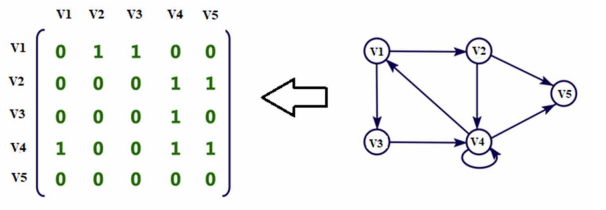 V1 V2 V3 V4 V5
V1 0 1 1 0 0
V2 0 0 0 1 1
V3 0 0 0 1 0
V4 1 0 0 1 1
V5 0 0 0 0 0
V1 V2
V5
V3 V4